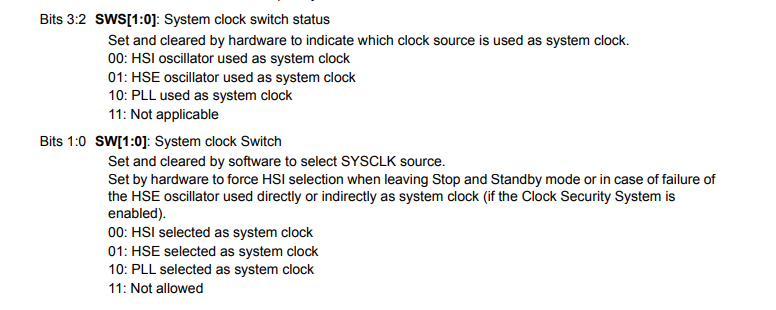 Bits 3:2 SWS[1:0]: System clock switch status
Set and cleared by hardware to indicate which clock source is used as system clock.
00: HSI oscillator used as system clock
01: HSE oscillator used as system clock
10: PLL used as system clock
11: Not applicable
Bits 1:0 SW[1:0]: System clock Switch
Set and cleared by software to select SYSCLK source.
Set by hardware to force HSI selection when leaving Stop and Standby mode or in case of failure of
the HSE oscillator used directly or indirectly as system clock (if the Clock Security System is
enabled).
00: HSI selected as system clock
01: HSE selected as system clock
10: PLL selected as system clock
11: Not allowed